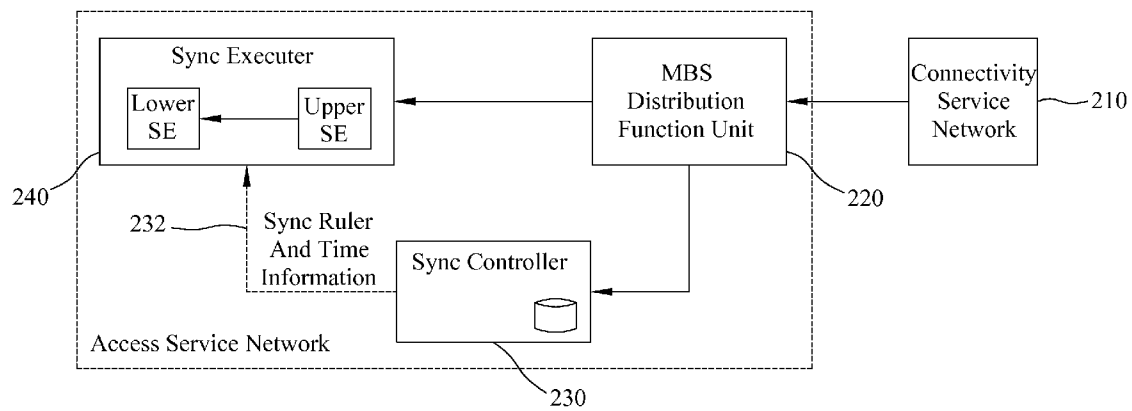 Sync Executer
Lower
SE
Upper
SE
MBS
Distribution
Function Unit
Connectivity
Service
Network
210
240
220
232
Sync Ruler
And Time
Information
Sync Controller
Access Service Network
230